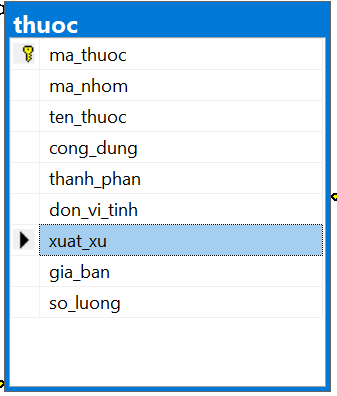 thuoc
ma_thuoc
ma_nhom
ten_thuoc
cong_dung
thanh_phan
don_vi_tinh
xuat_xu
gia_ban
so_luong